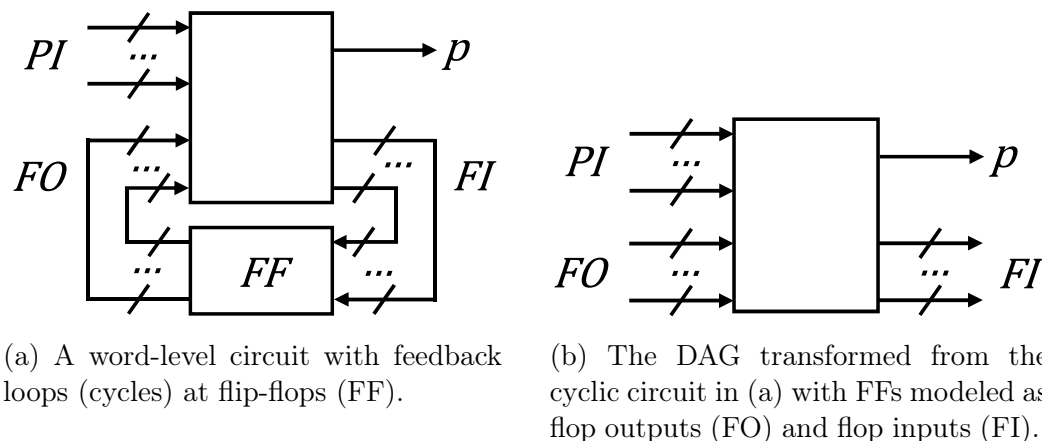 PI
...
p
FO
...
...
FI
...
FF
...
(a) A word-level circuit with feedback
loops (cycles) at flip-flops (FF).
PI
...
p
FO
...
...
FI
(b) The DAG transformed from the
cyclic circuit in (a) with FFs modeled as
flop outputs (FO) and flop inputs (FI).